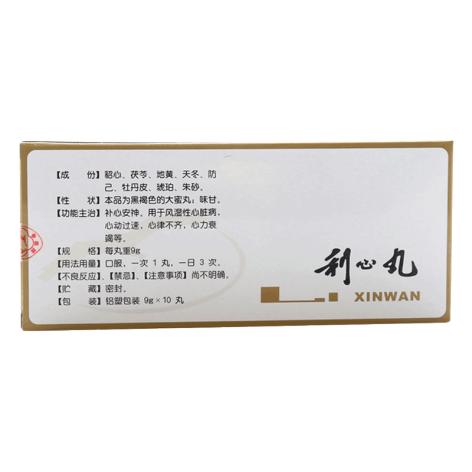 【成　份】貂心、茯苓、地黄、天冬、防
己、牡丹皮、琥珀、朱砂。
【性　状】本品为黑褐色的大蜜丸；味甘。
【功能主治】补心安神。用于风湿性心脏病，
心动过速，心律不齐，心力衰
竭等。
【规　格】每丸重9g
【用法用量】口服，一次 1 丸，一日 3 次。
【不良反应】、【禁忌】、【注意事项】尚不明确。
【贮　藏】密封。
【包　装】铝塑包装 9g×10 丸
利心丸
XINWAN